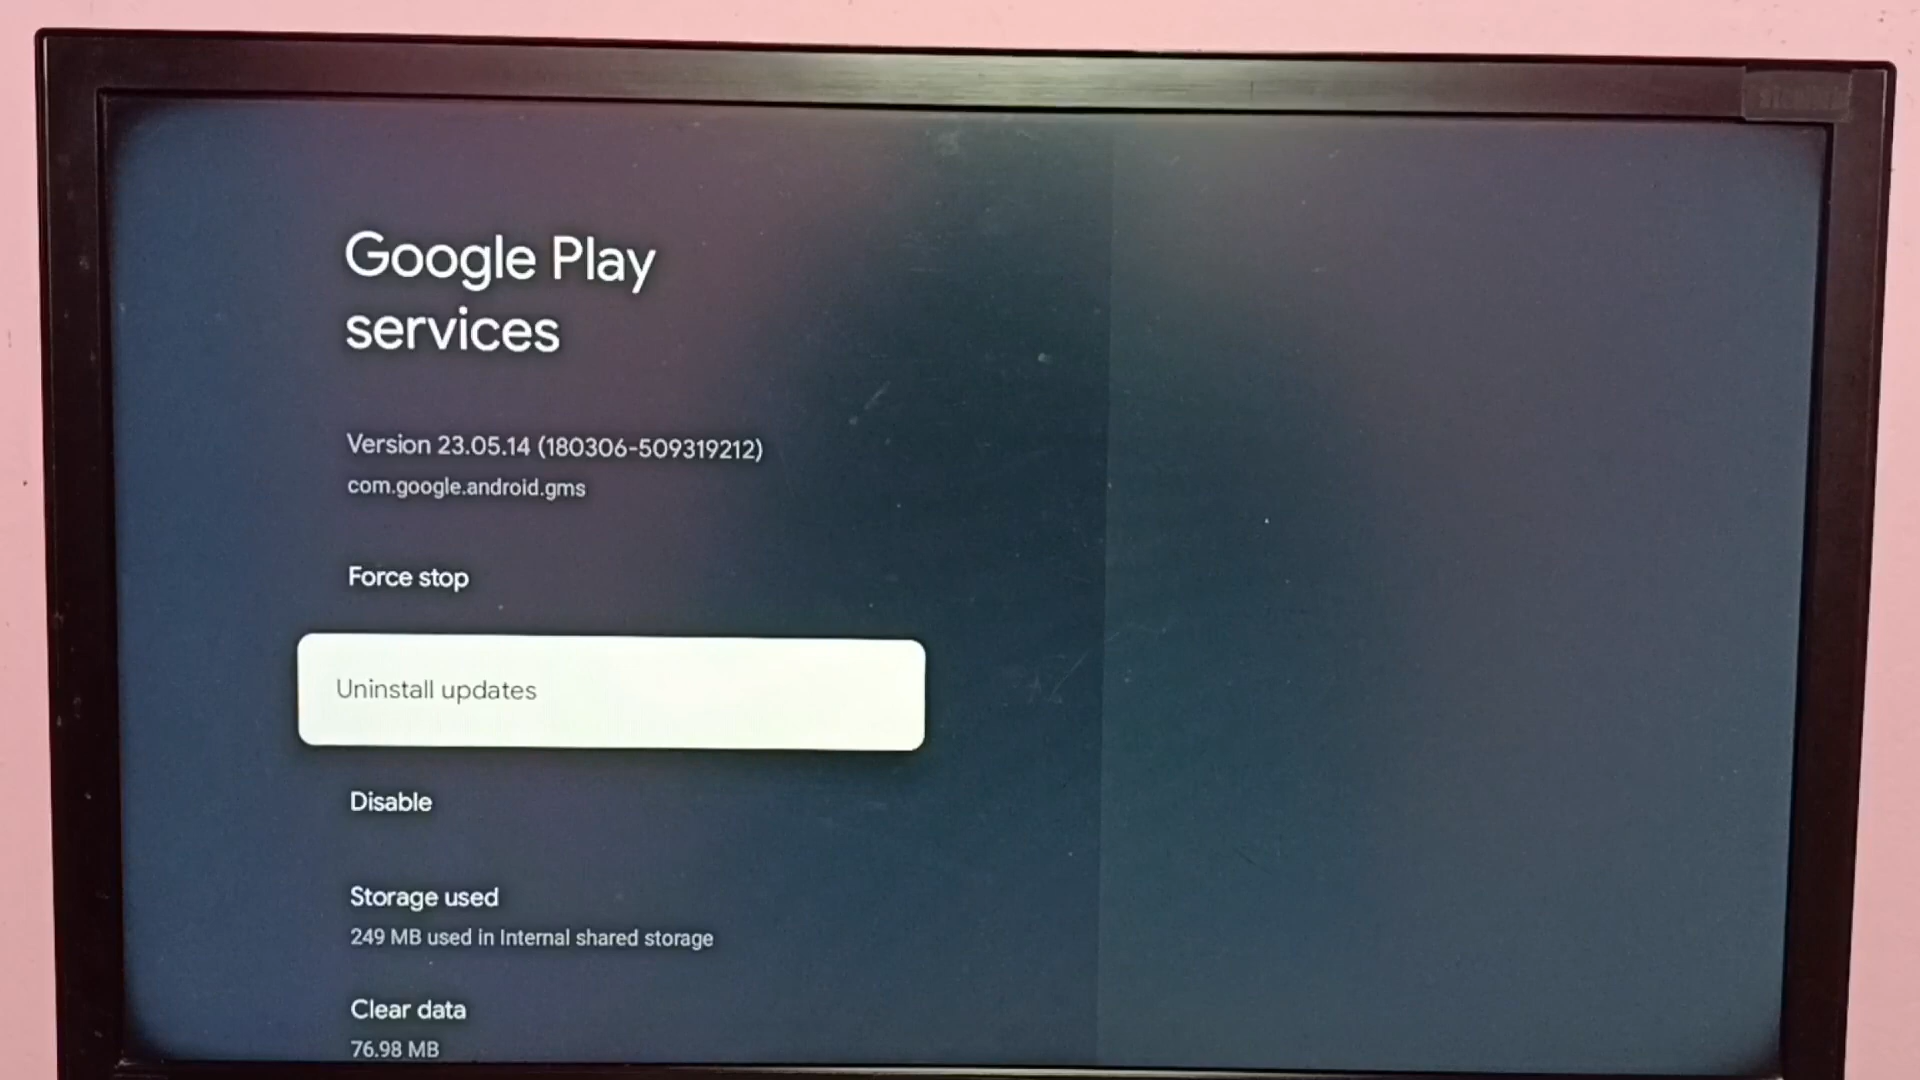 Google Play
services
Version 23.05.14 (180306-509319212)
com.google.android.gms
Force stop
Uninstall updates
Disable
Storage used
249 MB used in Internal shared storage
Clear data
76.98 MB